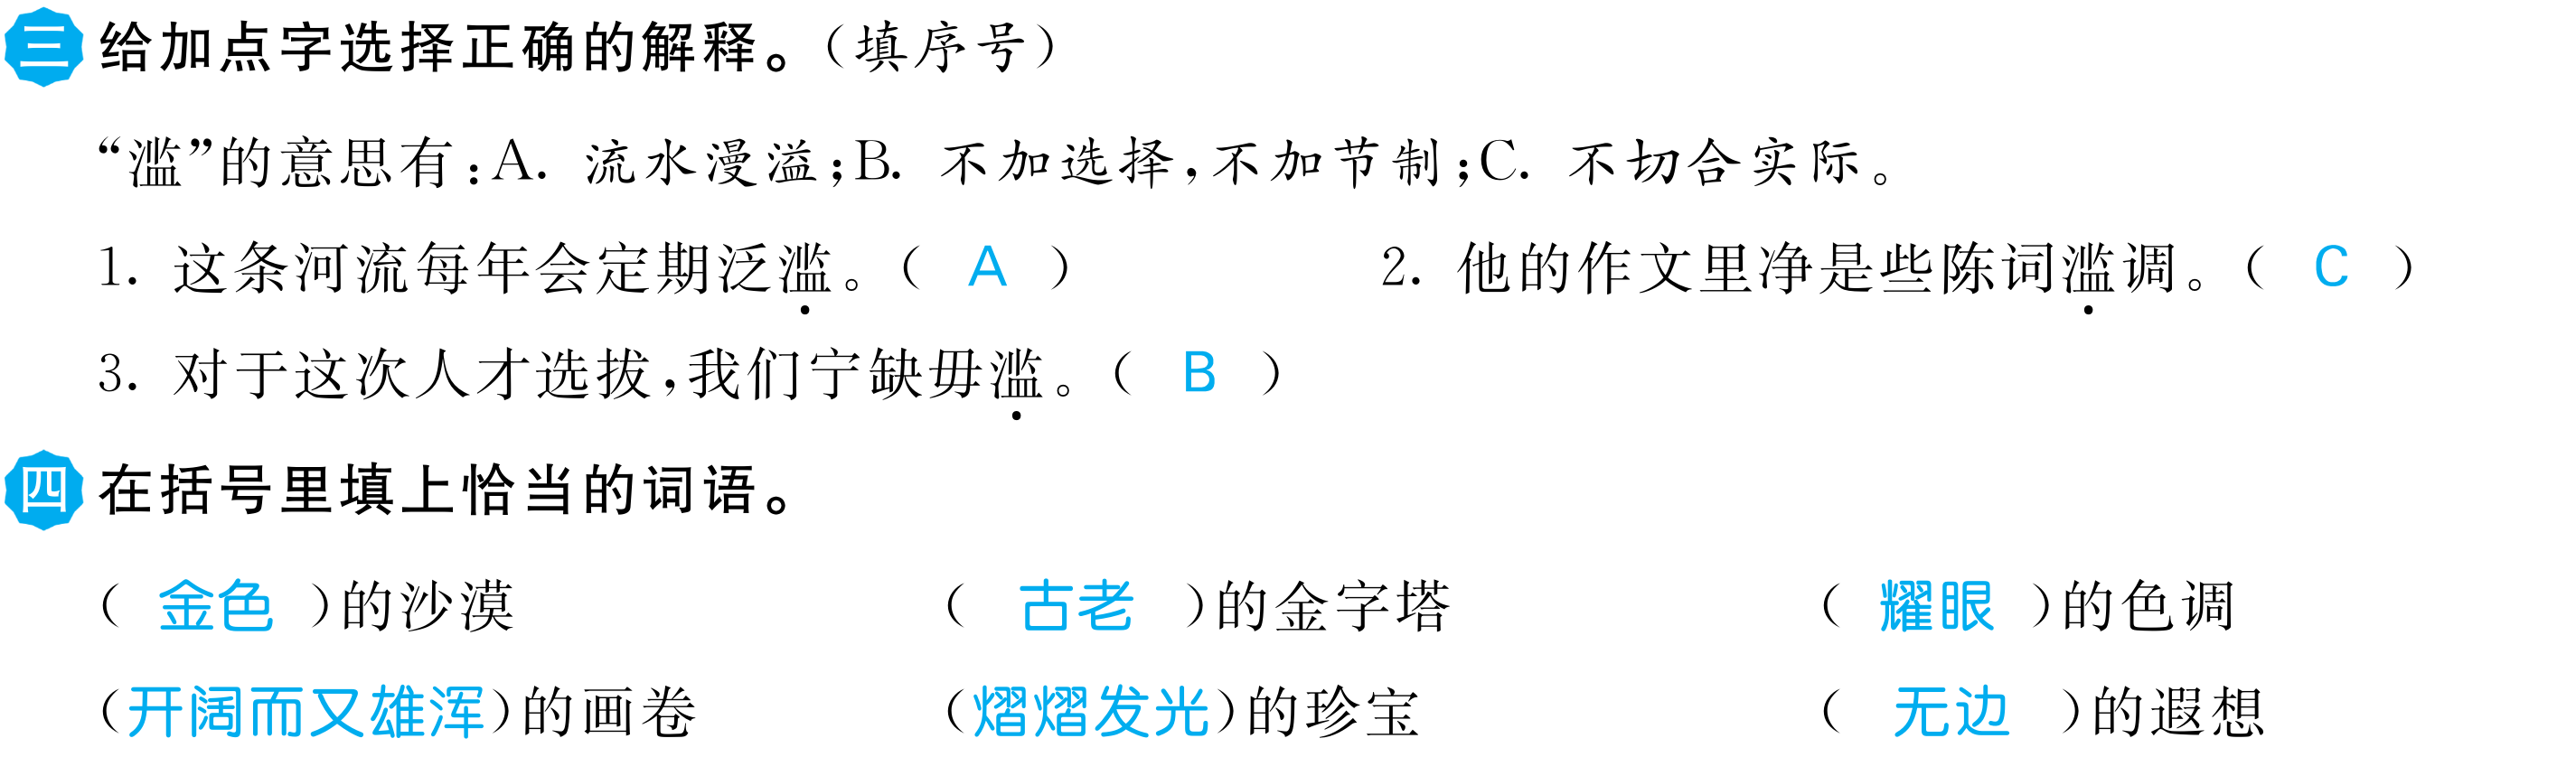 三 给加点字选择正确的解释。(填序号)
“滥”的意思有:A. 流水漫溢;B. 不加选择,不加节制;C. 不切合实际。
1. 这条河流每年会定期泛滥。( A ) 2. 他的作文里净是些陈词滥调。( C )
3. 对于这次人才选拔,我们宁缺毋滥。( B )
四 在括号里填上恰当的词语。
( 金色 )的沙漠 ( 古老 )的金字塔 ( 耀眼 )的色调
(开阔而又雄浑)的画卷 (熠熠发光)的珍宝 ( 无边 )的遐想